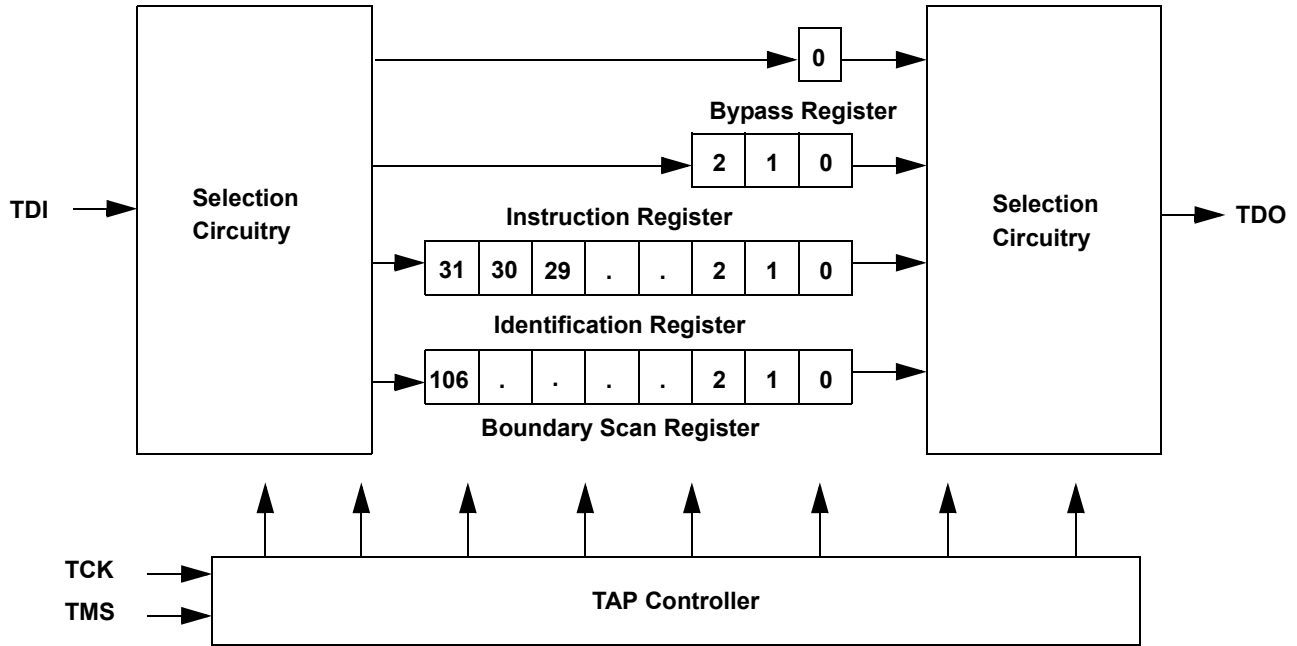 0
Bypass Register
2 1 0
Selection
Circuitry
TDI
Selection
Circuitry
TDO
Instruction Register
31 30 29 . . 2 1 0
Identification Register
106 . . . . 2 1 0
Boundary Scan Register
TCK
TMS
TAP Controller